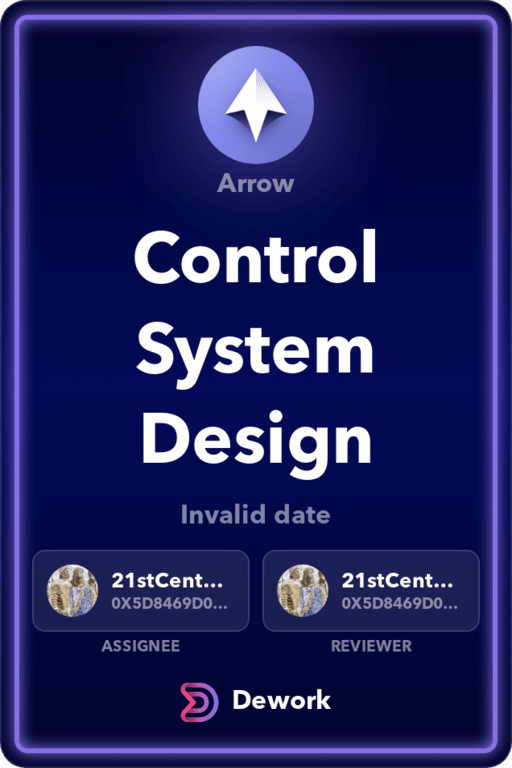 Arrow
Control
System
Design
Invalid date
21stCent...
0X5D8469D0...
ASSIGNEE
21stCent...
0X5D8469D0...
REVIEWER
Dework